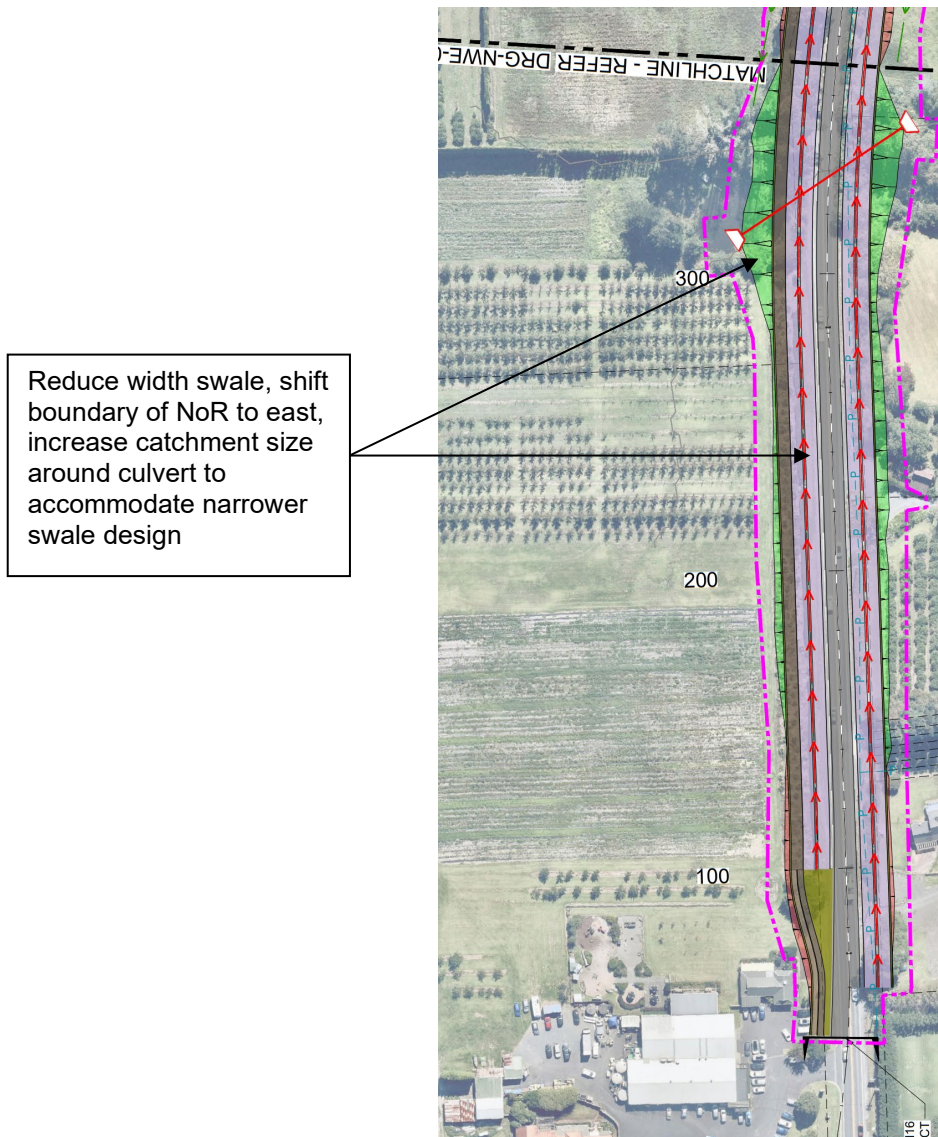 MATCHLINE - REFER DRG-NWE-
300
Reduce width swale, shift
boundary of NoR to east,
increase catchment size
around culvert to
accommodate narrower
swale design
200
100
P
P
P
P
P
P
P
P
P
P
P
P
16
CT